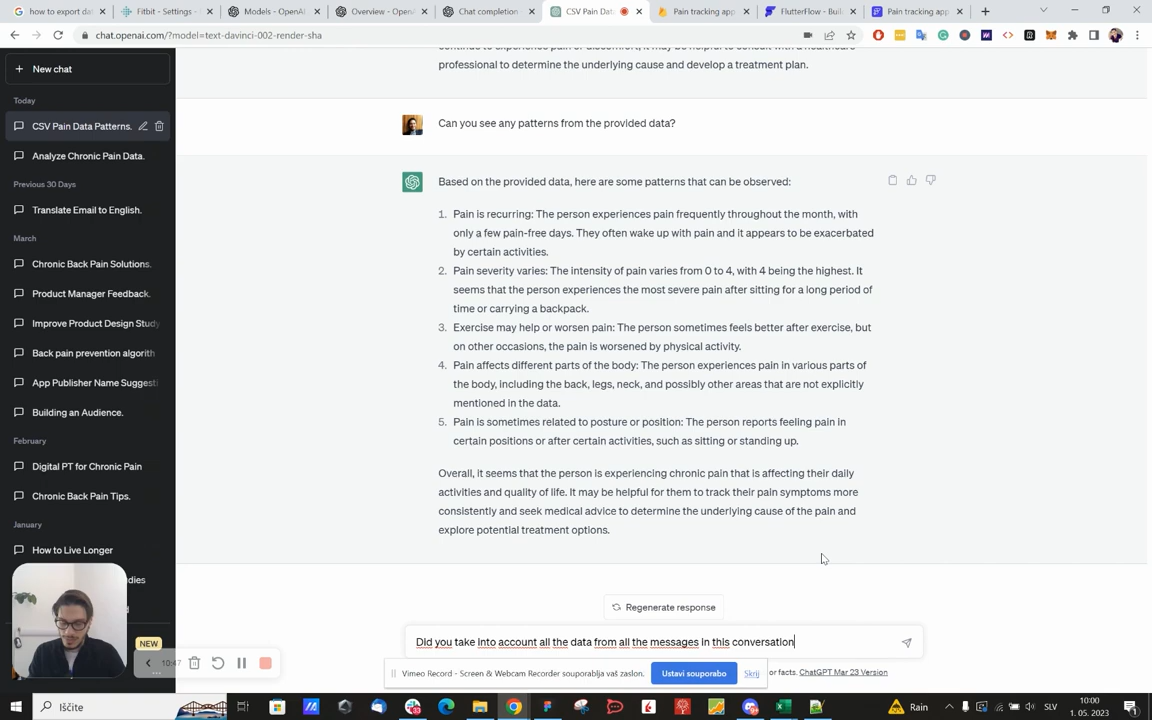 how to export dat
Fitbit - Settings -
Models - OpenAI
Overview - OpenAI
Chat completion
CSV Pain Data
Pain tracking app
FlutterFlow - Buil
Pain tracking app
chat.openai.com/?model=text-davinci-002-render-sha
New chat
Today
CSV Pain Data Patterns.
Analyze Chronic Pain Data.
Previous 30 Days
Translate Email to English.
March
Chronic Back Pain Solutions.
Product Manager Feedback.
Improve Product Design Study
Back pain prevention algorith
App Publisher Name Suggesti
Building an Audience.
February
Digital PT for Chronic Pain
Chronic Back Pain Tips.
January
How to Live Longer
udies
NEW
10:47
professional to determine the underlying cause and develop a treatment plan.
Can you see any patterns from the provided data?
Based on the provided data, here are some patterns that can be observed:
1. Pain is recurring: The person experiences pain frequently throughout the month, with
only a few pain-free days. They often wake up with pain and it appears to be exacerbated
by certain activities.
2. Pain severity varies: The intensity of pain varies from 0 to 4, with 4 being the highest. It
seems that the person experiences the most severe pain after sitting for a long period of
time or carrying a backpack.
3. Exercise may help or worsen pain: The person sometimes feels better after exercise, but
on other occasions, the pain is worsened by physical activity.
4. Pain affects different parts of the body: The person experiences pain in various parts of
the body, including the back, legs, neck, and possibly other areas that are not explicitly
mentioned in the data.
5. Pain is sometimes related to posture or position: The person reports feeling pain in
certain positions or after certain activities, such as sitting or standing up.
Overall, it seems that the person is experiencing chronic pain that is affecting their daily
activities and quality of life. It may be helpful for them to track their pain symptoms more
consistently and seek medical advice to determine the underlying cause of the pain and
explore potential treatment options.
Regenerate response
Did you take into account all the data from all the messages in this conversation
Vimeo Record - Screen & Webcam Recorder souporablja vaš zaslon.
Ustavi souporabo
Skrij
or facts. ChatGPT Mar 23 Version
Iščite
Rain
SLV
10:00
1. 05. 2023